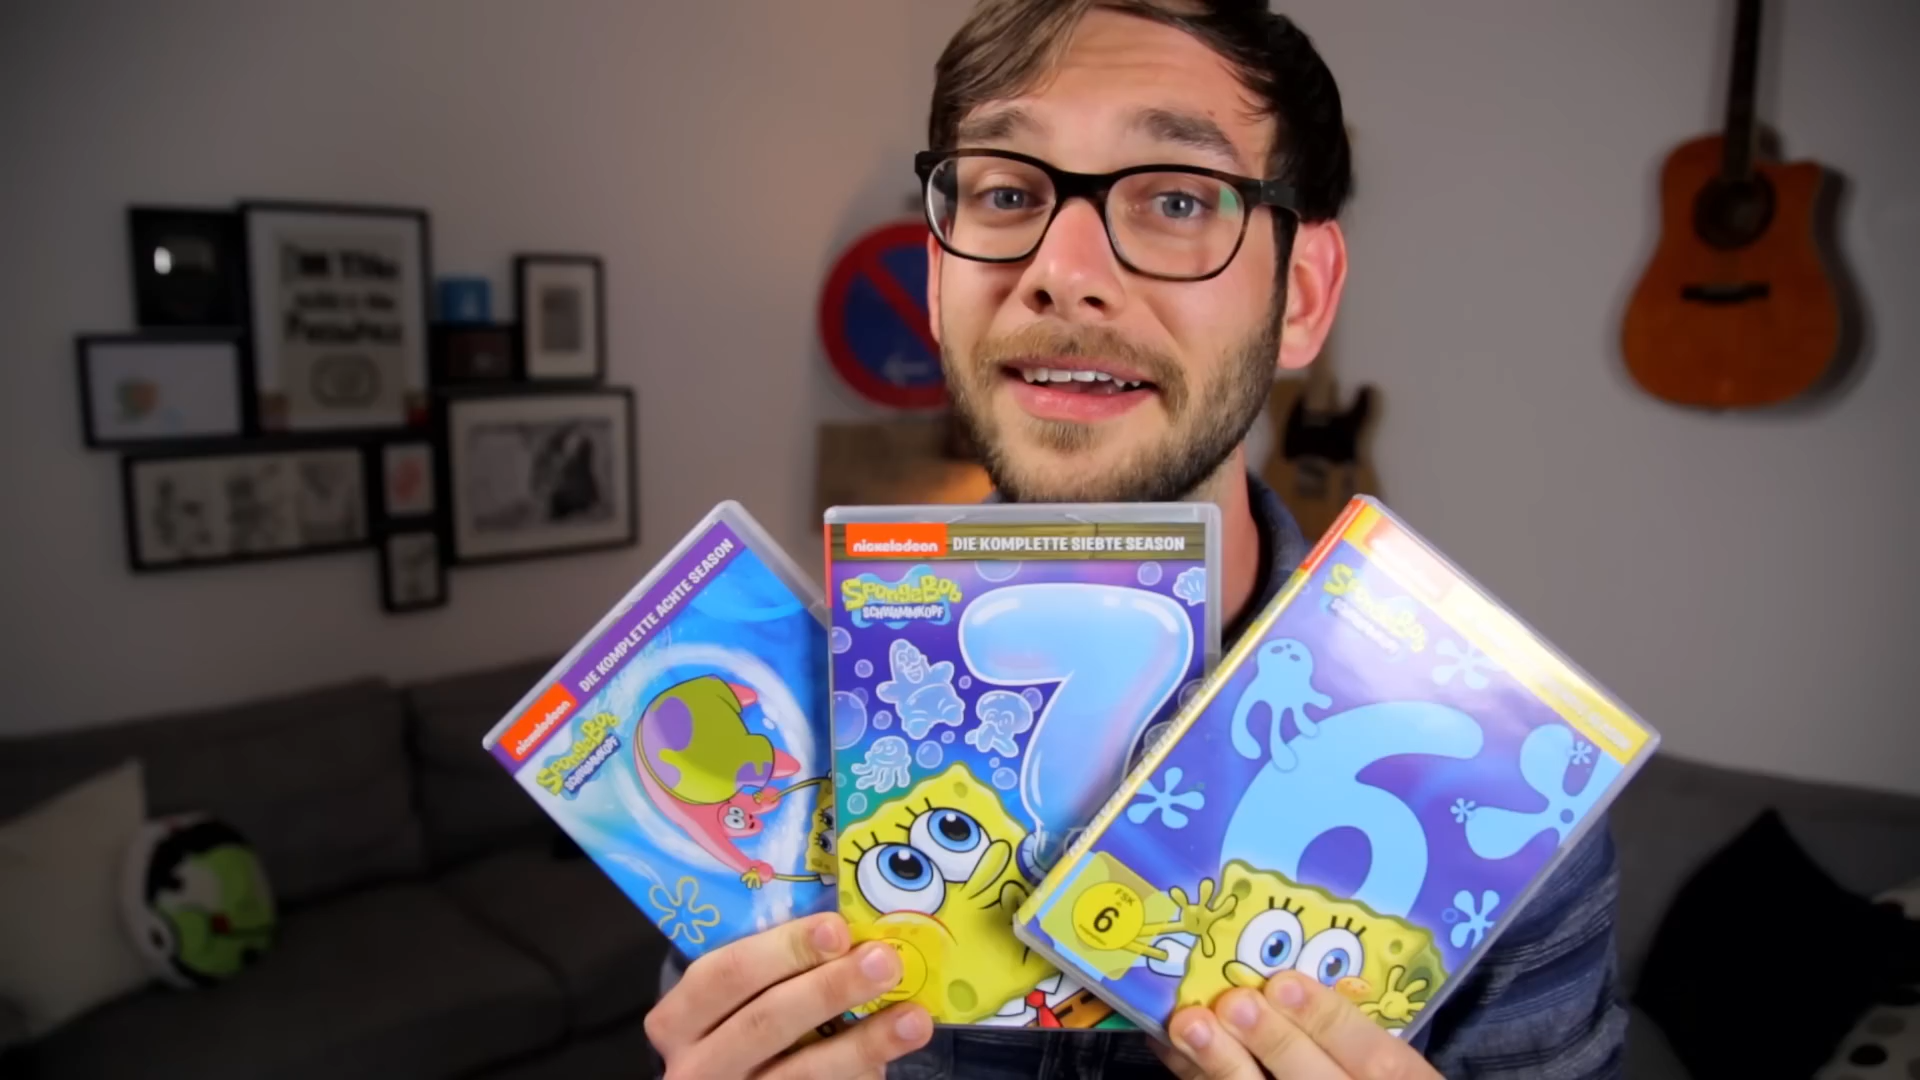 DIE KOMPLETTE ACHTE SEASON
nickelodeon
SpongeBob
SCHWAMMKOPF
nickelodeon
DIE KOMPLETTE SIEBTE SEASON
SpongeBob
SCHWAMMKOPF
7
SpongeBob
6
FSK
6